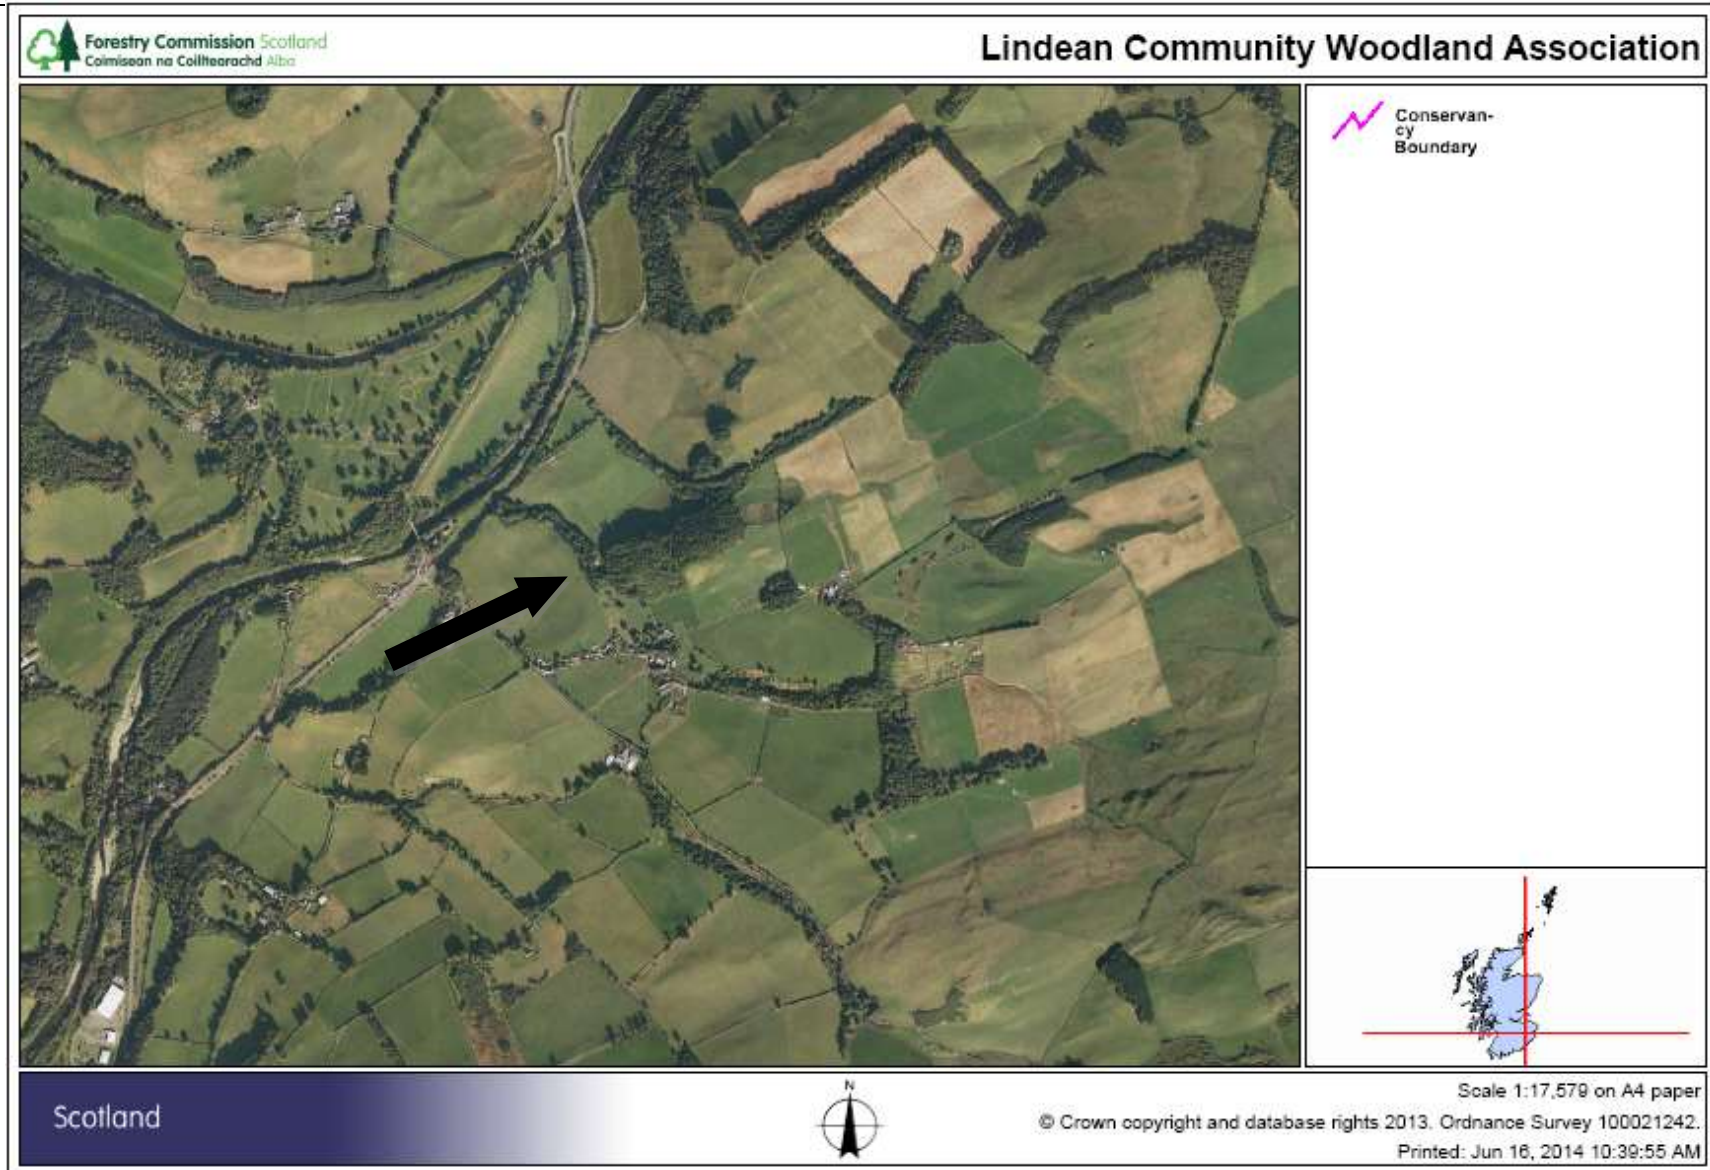 Forestry Commission Scotland
Coimisean na Coilltearachd Alba
Lindean Community Woodland Association
Conservan-
cy
Boundary
N
Scotland
Scale 1:17,579 on A4 paper
© Crown copyright and database rights 2013. Ordnance Survey 100021242.
Printed: Jun 16, 2014 10:39:55 AM